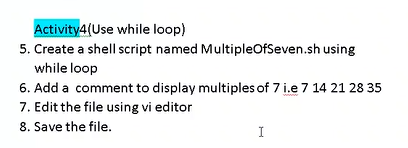 Activity4(Use while loop)
5. Create a shell script named MultipleOfSeven.sh using
while loop
6. Add a comment to display multiples of 7 i.e 7 14 21 28 35
7. Edit the file using vi editor
8. Save the file.